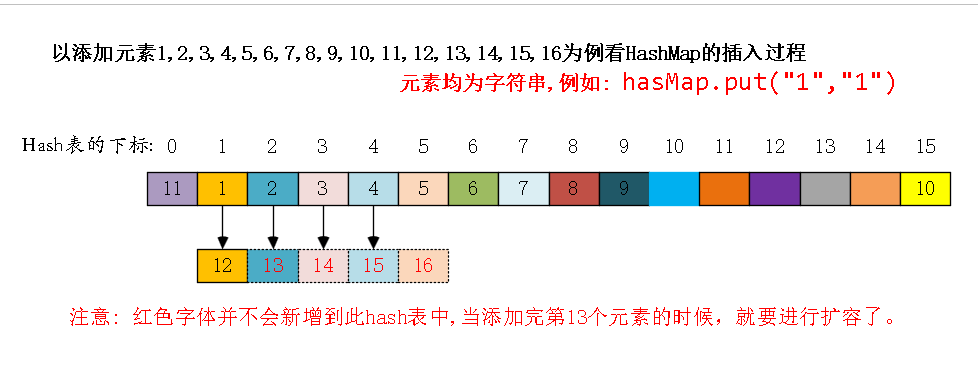 以添加元素1,2,3,4,5,6,7,8,9,10,11,12,13,14,15,16为例看HashMap的插入过程
元素均为字符串,例如: hasMap.put("1","1")
Hash表的下标: 0 1 2 3 4 5 6 7 8 9 10 11 12 13 14 15
11 1 2 3 4 5 6 7 8 9 10
12 13 14 15 16
注意: 红色字体并不会新增到此hash表中,当添加完第13个元素的时候，就要进行扩容了。